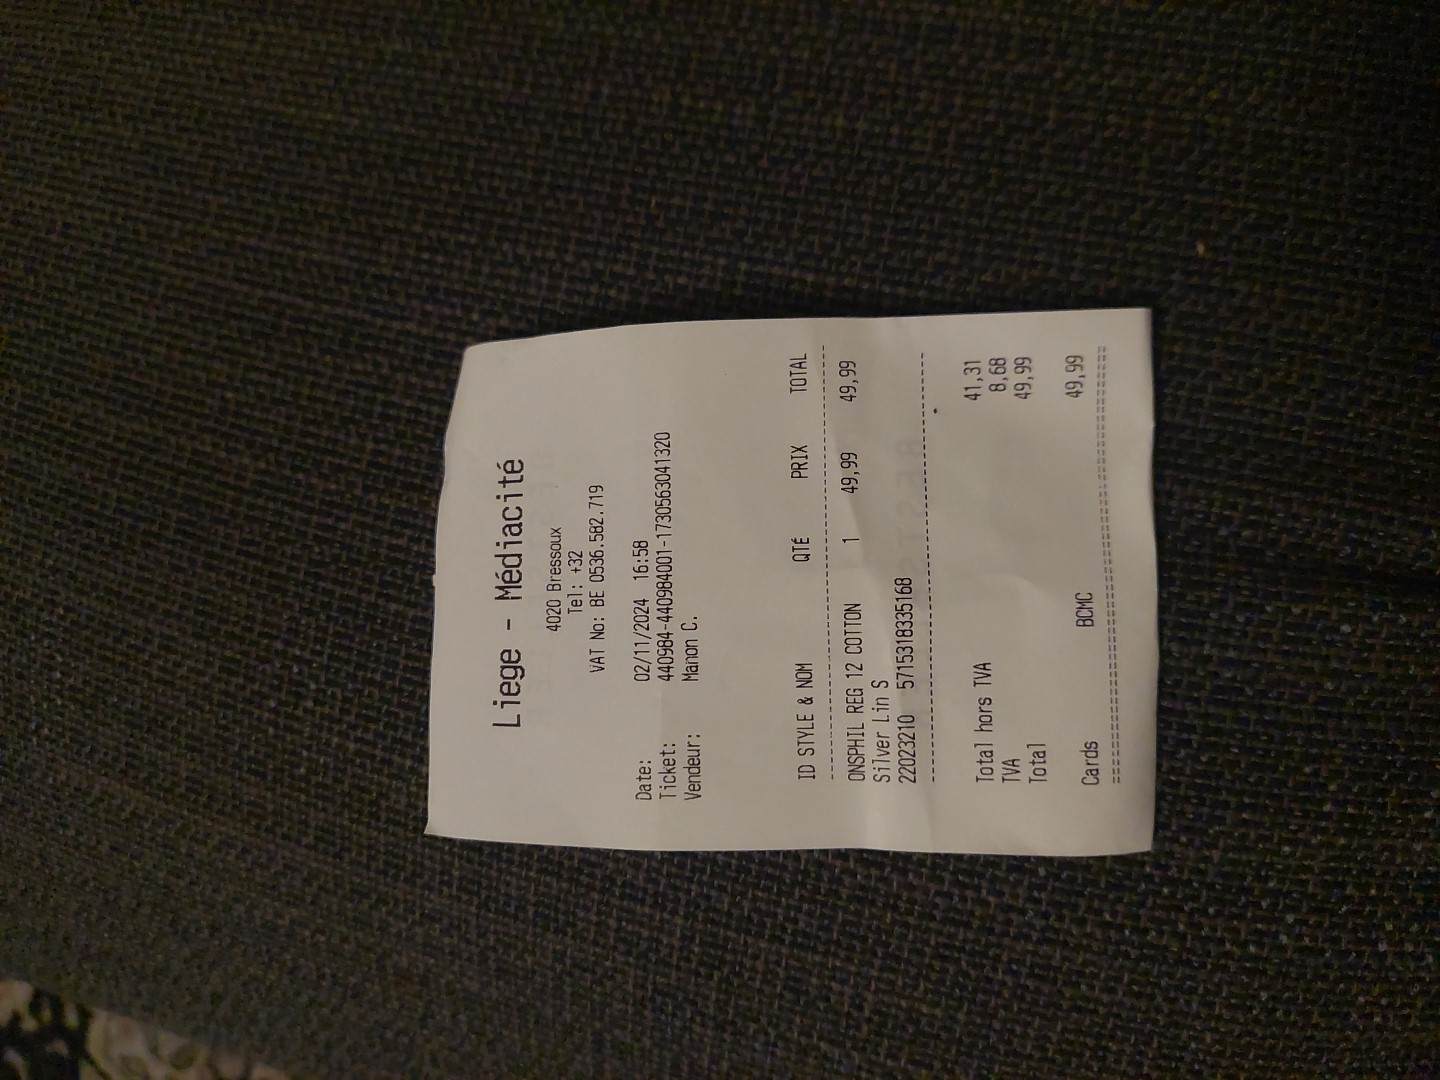 Liege - Médiacité
4020 Bressoux
Tel: +32
VAT No: BE 0536.582.719
Date: 02/11/2024 16:58
Ticket: 440984-440984001-1730563041320
Vendeur: Manon C.
ID STYLE & NOM QTÉ PRIX TOTAL
ONSPHIL REG 12 COTTON 1 49,99 49,99
Silver Lin S
22023210 5715318335168
Total hors TVA 41,31
TVA 8,68
Total 49,99
Cards BCMC 49,99